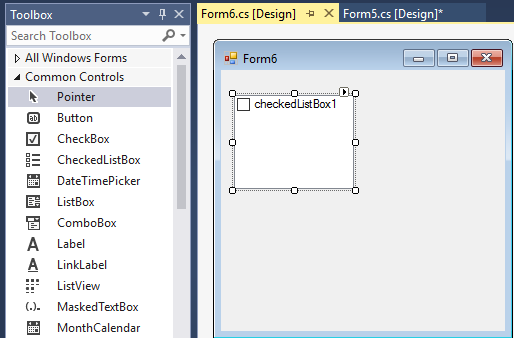 Toolbox
Search Toolbox
All Windows Forms
Common Controls
Pointer
Button
CheckBox
CheckedListBox
DateTimePicker
ListBox
ComboBox
Label
LinkLabel
ListView
MaskedTextBox
MonthCalendar
Form6.cs [Design]
Form5.cs [Design]*
Form6
checkedListBox1